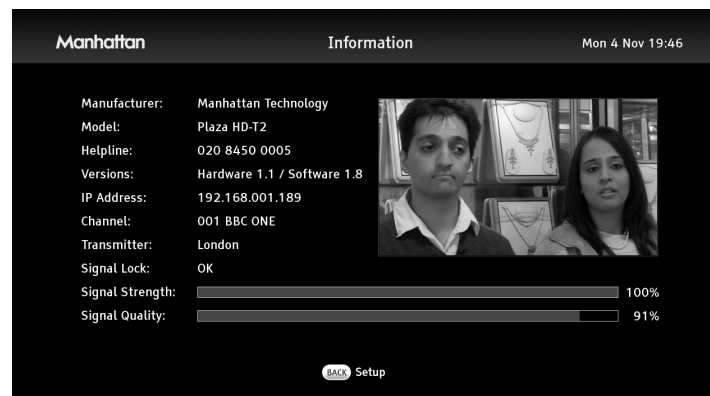 Manhattan Information Mon 4 Nov 19:46
Manufacturer: Manhattan Technology
Model: Plaza HD-T2
Helpline: 020 8450 0005
Versions: Hardware 1.1 / Software 1.8
IP Address: 192.168.001.189
Channel: 001 BBC ONE
Transmitter: London
Signal Lock: OK
Signal Strength: 100%
Signal Quality: 91%
BACK Setup